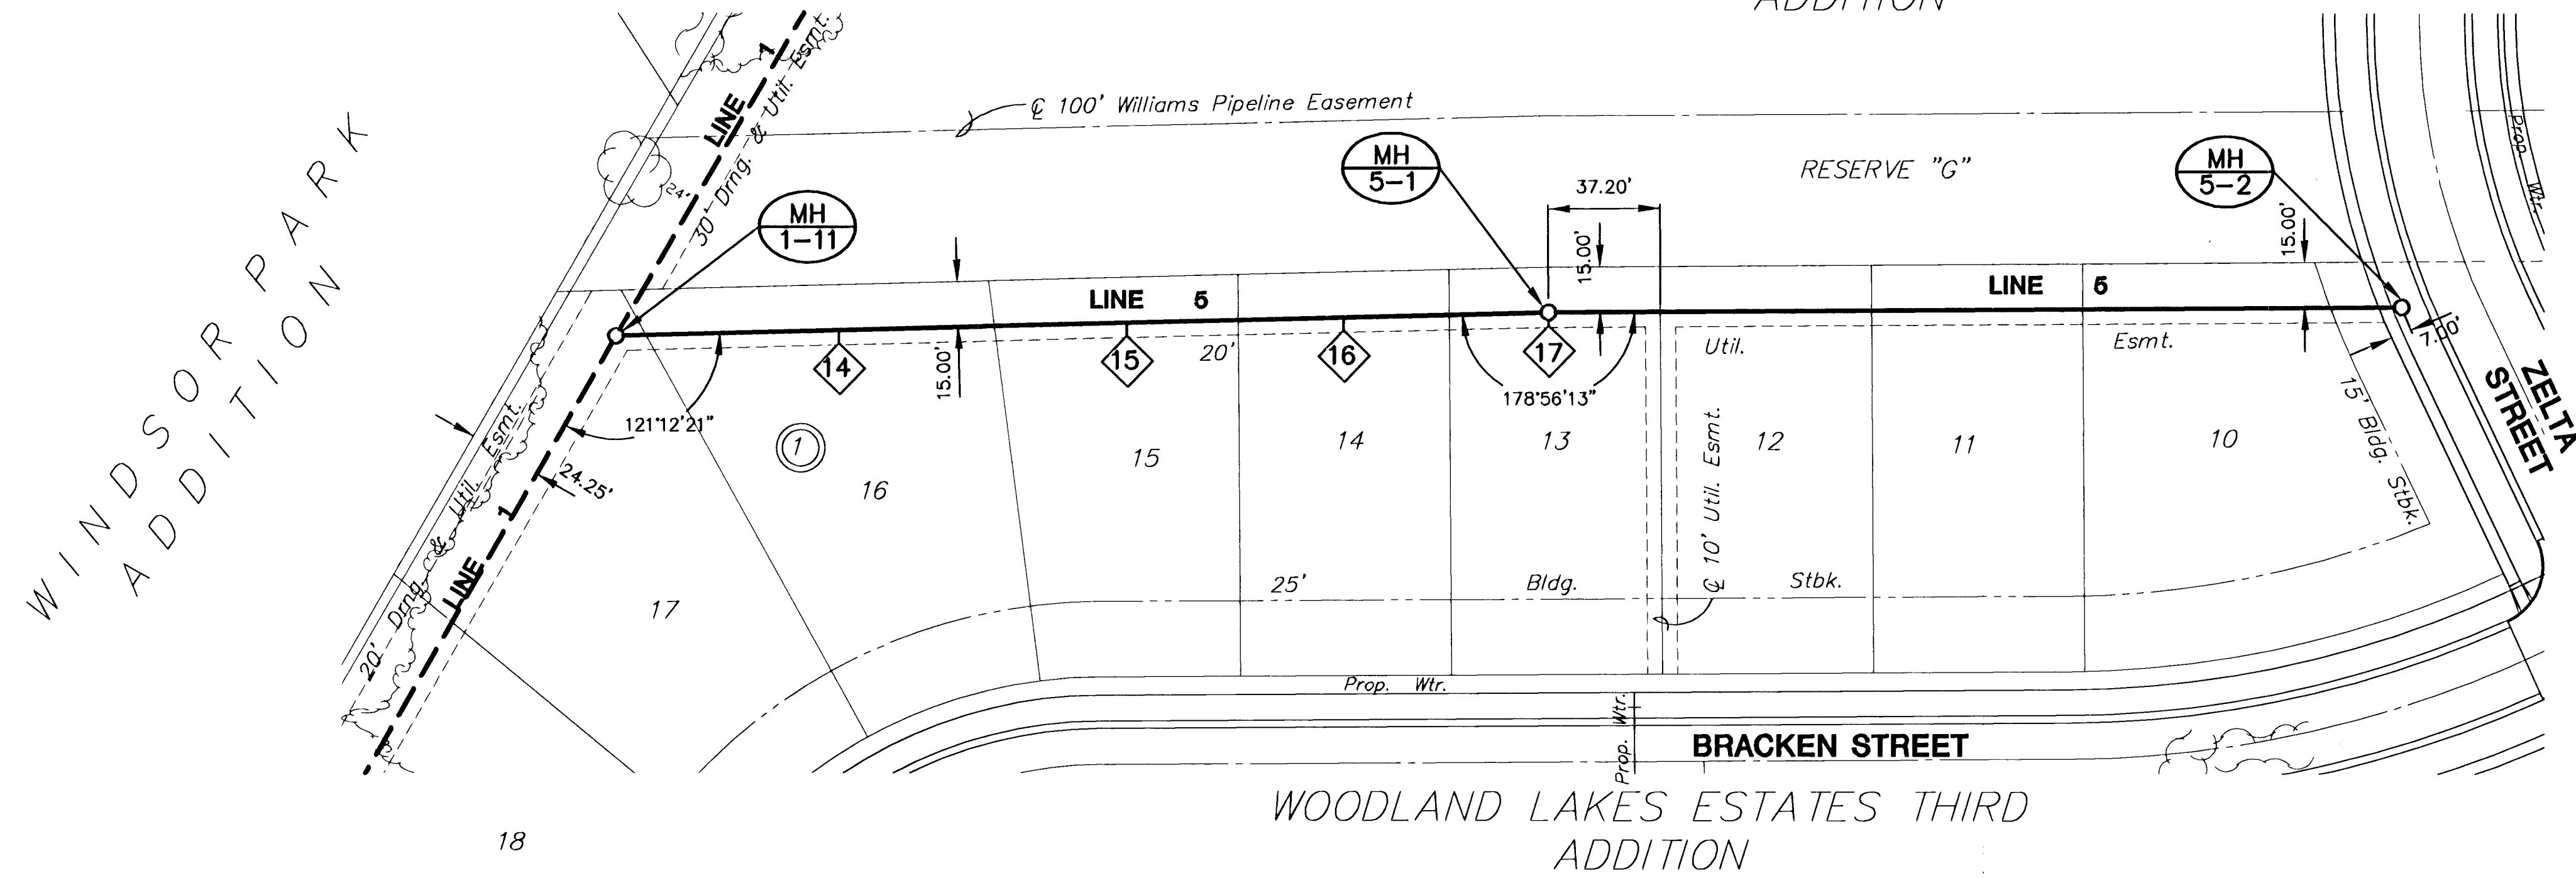 ADDITION
WINDSOR PARK
ADDITION
LINE 1
30' Drng. & Util. Esmt.
24"
℄ 100' Williams Pipeline Easement
RESERVE "G"
MH
1-11
MH
5-1
MH
5-2
37.20'
15.00'
15.00'
15.00'
7.00'
LINE 5
LINE 5
14
15
16
17
20'
Util.
Esmt.
121°12'21"
178°56'13"
24.25'
1
17
16
15
14
13
12
11
10
18
20' Drng. & Util. Esmt.
LINE 1
25'
Bldg.
Stbk.
℄ 10' Util. Esmt.
15' Bldg. Stbk.
Prop. Wtr.
ZELTA
STREET
Prop. Wtr.
Prop. Wtr.
BRACKEN STREET
WOODLAND LAKES ESTATES THIRD
ADDITION